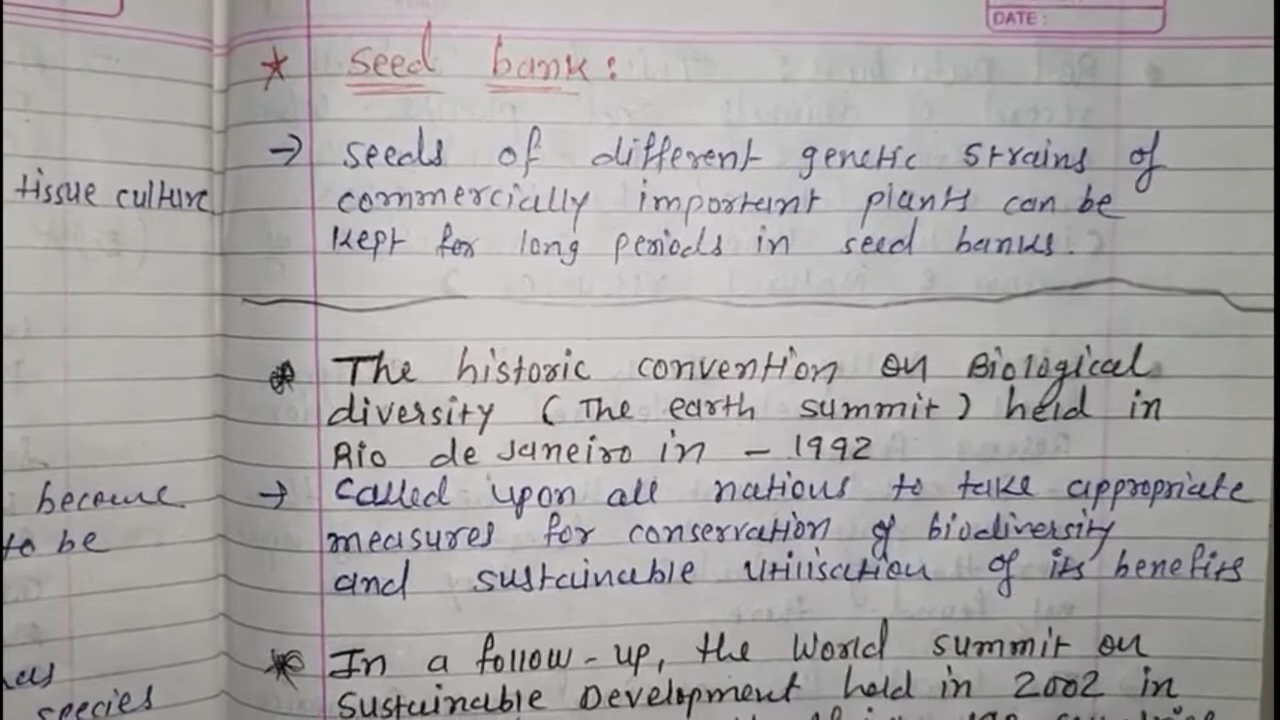 DATE :
★ seed bank:
→ seeds of different genetic strains of
tissue culture
commercially important plants can be
kept for long periods in seed banks.
The historic convention on Biological
diversity ( The earth summit ) held in
Rio de Janeiro in – 1992
become
→ called upon all nations to take appropriate
to be
measures for conservation of biodiversity
and sustainable utilisation of its benefits
In a follow-up, the World summit on
species
Sustainable Development held in 2002 in